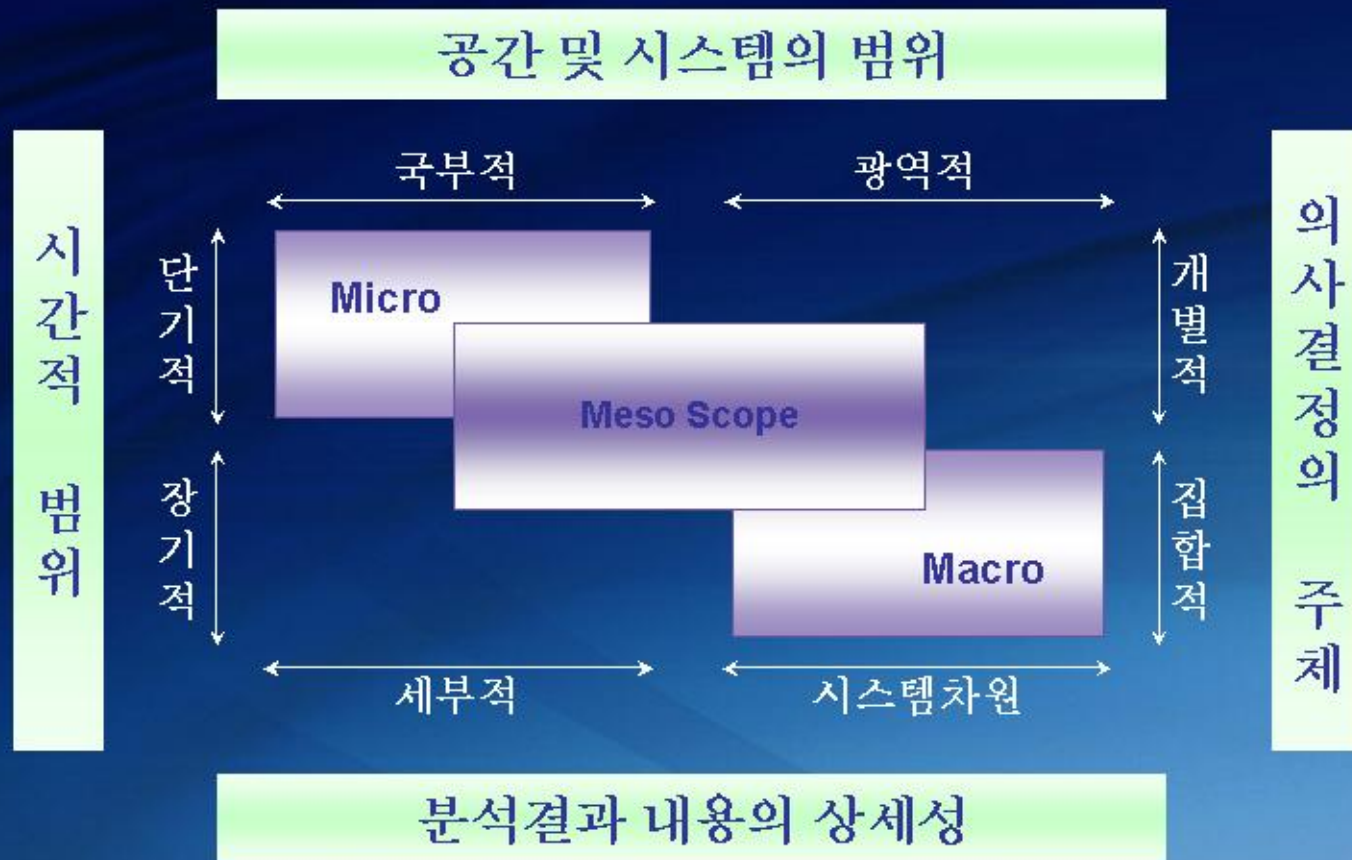 공간 및 시스템의 범위
국부적
광역적
시간적 범위
단기적
장기적
Micro
Meso Scope
Macro
개별적
집합적
의사결정의 주체
세부적
시스템차원
분석결과 내용의 상세성